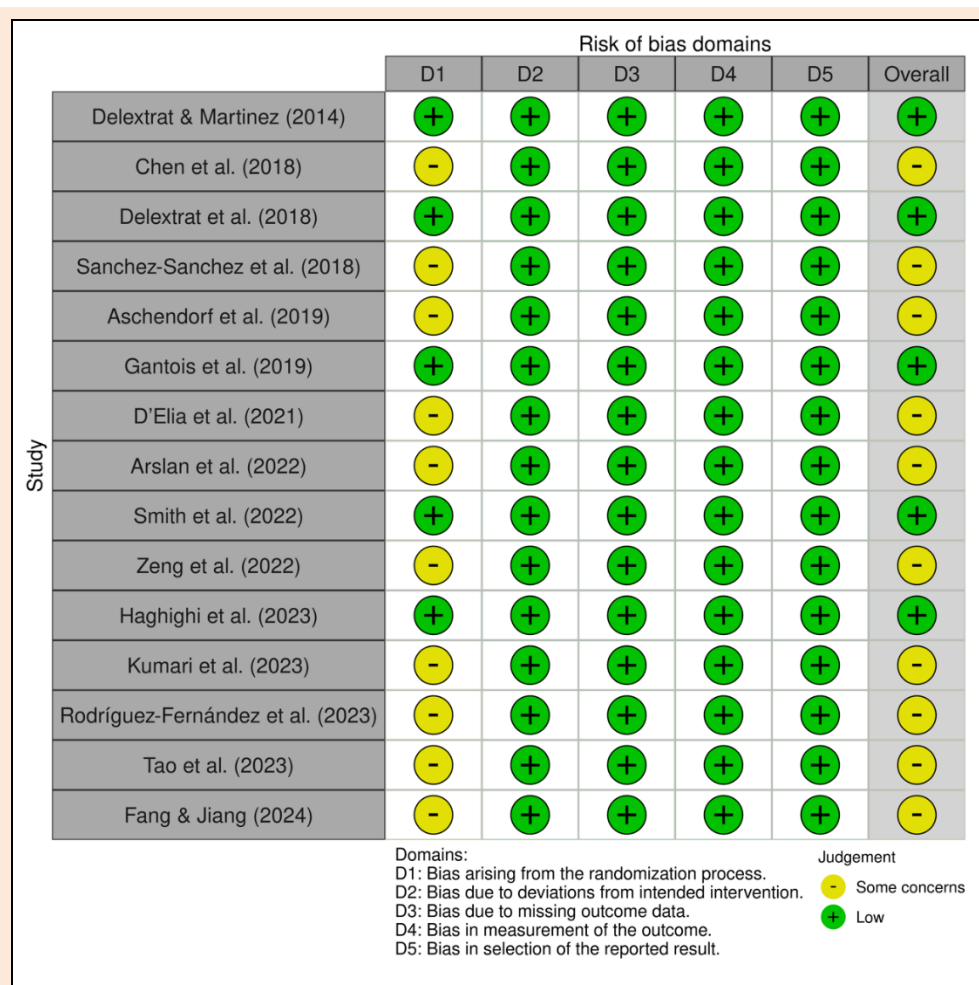 Risk of bias domains
D1 D2 D3 D4 D5 Overall
Study
Delextrat & Martinez (2014) + + + + + +
Chen et al. (2018) - + + + + -
Delextrat et al. (2018) + + + + + +
Sanchez-Sanchez et al. (2018) - + + + + -
Aschendorf et al. (2019) - + + + + -
Gantois et al. (2019) + + + + + +
D'Elia et al. (2021) - + + + + -
Arslan et al. (2022) - + + + + -
Smith et al. (2022) + + + + + +
Zeng et al. (2022) - + + + + -
Haghighi et al. (2023) + + + + + +
Kumari et al. (2023) - + + + + -
Rodríguez-Fernández et al. (2023) - + + + + -
Tao et al. (2023) - + + + + -
Fang & Jiang (2024) - + + + + -
Domains:
D1: Bias arising from the randomization process.
D2: Bias due to deviations from intended intervention.
D3: Bias due to missing outcome data.
D4: Bias in measurement of the outcome.
D5: Bias in selection of the reported result.
Judgement
- Some concerns
+ Low